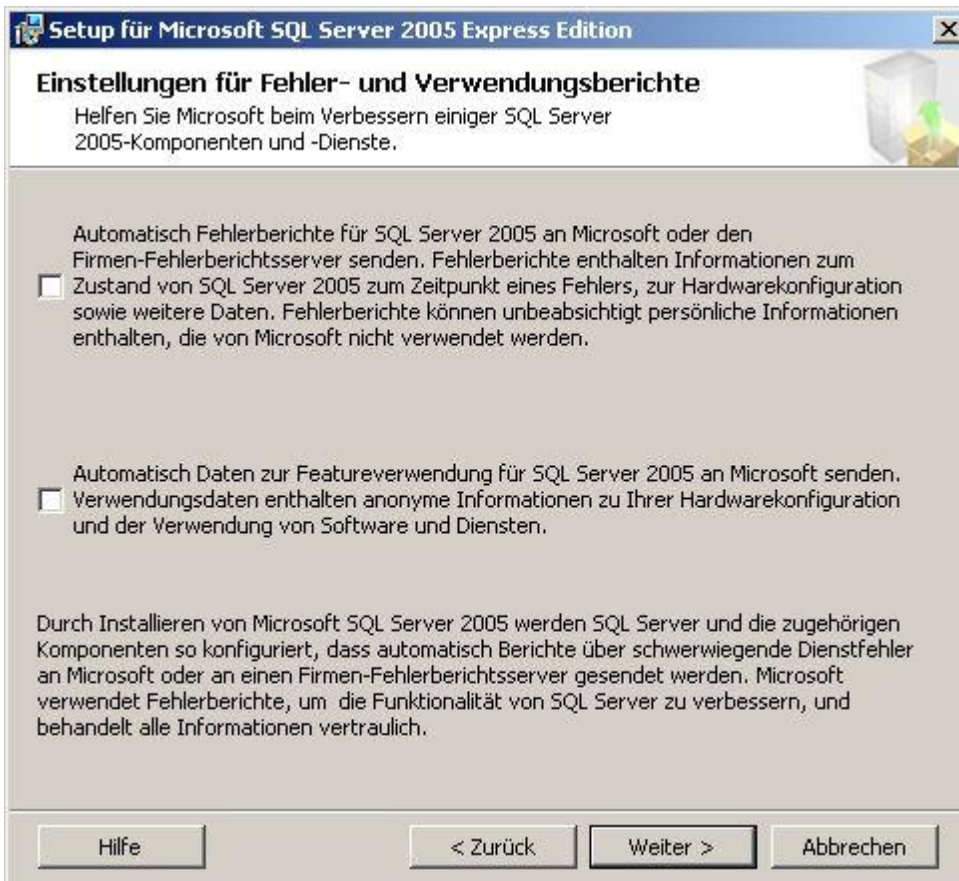 Setup für Microsoft SQL Server 2005 Express Edition
Einstellungen für Fehler- und Verwendungsberichte
Helfen Sie Microsoft beim Verbessern einiger SQL Server
2005-Komponenten und -Dienste.
Automatisch Fehlerberichte für SQL Server 2005 an Microsoft oder den
Firmen-Fehlerberichtsserver senden. Fehlerberichte enthalten Informationen zum
Zustand von SQL Server 2005 zum Zeitpunkt eines Fehlers, zur Hardwarekonfiguration
sowie weitere Daten. Fehlerberichte können unbeabsichtigt persönliche Informationen
enthalten, die von Microsoft nicht verwendet werden.
Automatisch Daten zur Featureverwendung für SQL Server 2005 an Microsoft senden.
Verwendungsdaten enthalten anonyme Informationen zu Ihrer Hardwarekonfiguration
und der Verwendung von Software und Diensten.
Durch Installieren von Microsoft SQL Server 2005 werden SQL Server und die zugehörigen
Komponenten so konfiguriert, dass automatisch Berichte über schwerwiegende Dienstfehler
an Microsoft oder an einen Firmen-Fehlerberichtsserver gesendet werden. Microsoft
verwendet Fehlerberichte, um die Funktionalität von SQL Server zu verbessern, und
behandelt alle Informationen vertraulich.
Hilfe
< Zurück
Weiter >
Abbrechen